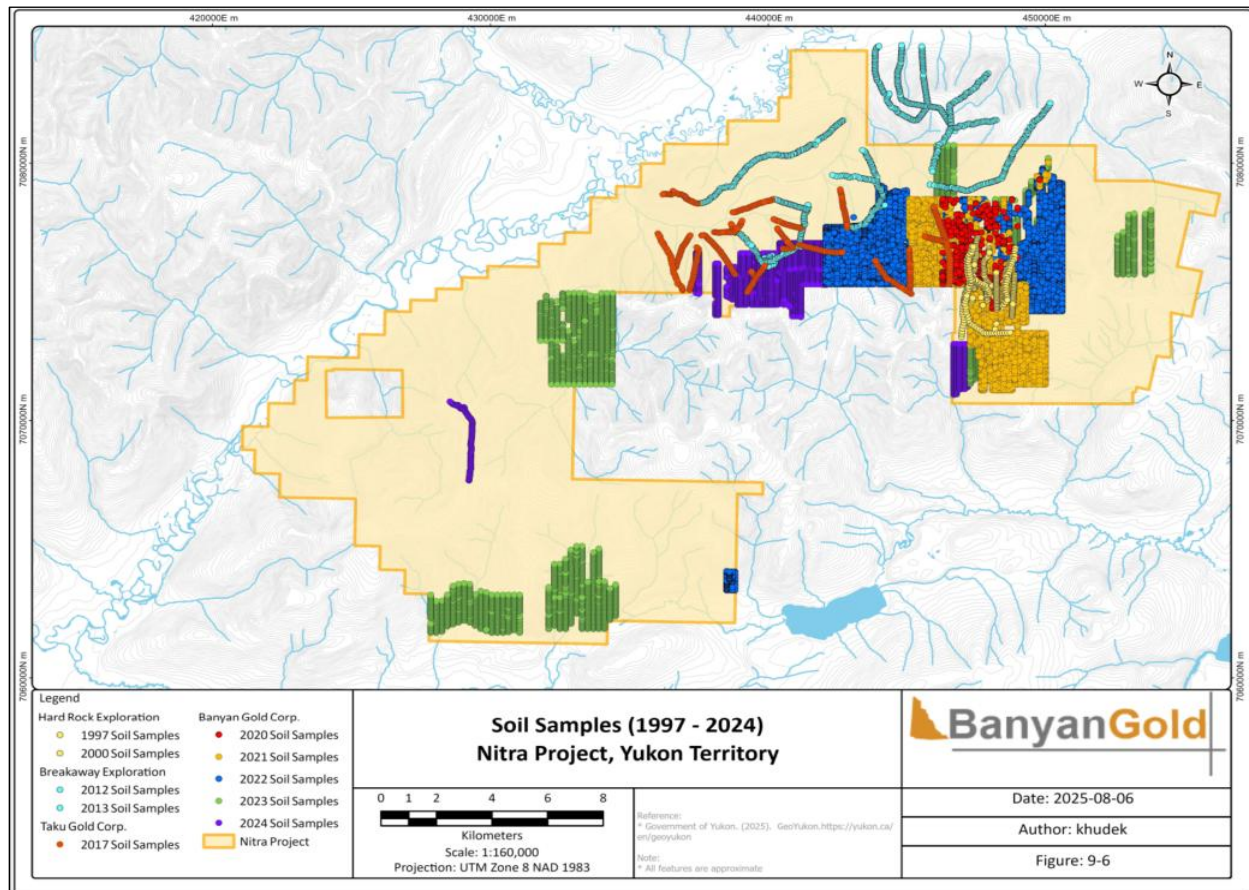 420000E m 430000E m 440000E m 450000E m
N
W E
S
7080000N m 7080000N m
7070000N m 7070000N m
7060000N m 7060000N m
Legend
Hard Rock Exploration
1997 Soil Samples
2000 Soil Samples
Breakaway Exploration
2012 Soil Samples
2013 Soil Samples
Taku Gold Corp.
2017 Soil Samples
Banyan Gold Corp.
2020 Soil Samples
2021 Soil Samples
2022 Soil Samples
2023 Soil Samples
2024 Soil Samples
Nitra Project
Soil Samples (1997 - 2024)
Nitra Project, Yukon Territory
0 1 2 4 6 8
Kilometers
Scale: 1:160,000
Projection: UTM Zone 8 NAD 1983
Reference:
* Government of Yukon. (2025). GeoYukon.https://yukon.ca/
en/geoyukon
Note:
* All features are approximate
BanyanGold
Date: 2025-08-06
Author: khudek
Figure: 9-6